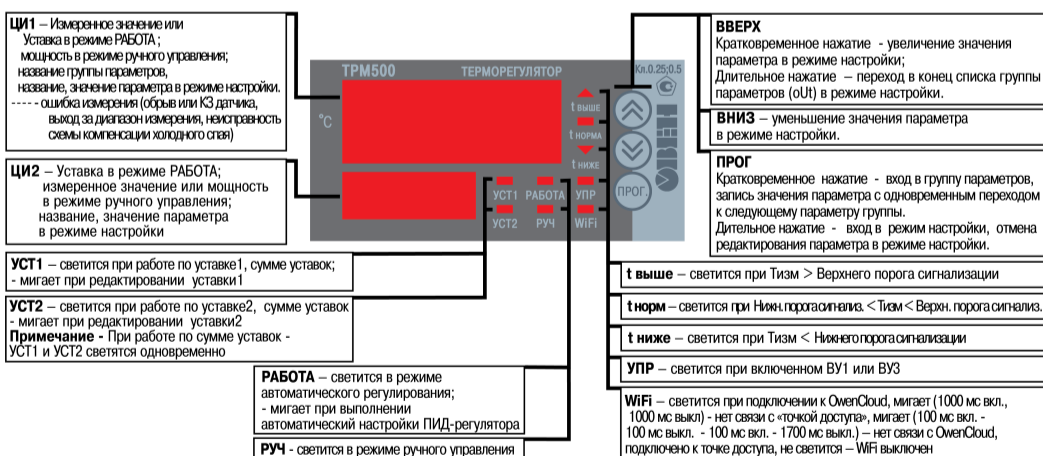 ЦИ1 – Измеренное значение или
Уставка в режиме РАБОТА ;
мощность в режиме ручного управления;
название группы параметров,
название, значение параметра в режиме настройки.
----- - ошибка измерения (обрыв или КЗ датчика,
выход за диапазон измерения, неисправность
схемы компенсации холодного спая)
ЦИ2 – Уставка в режиме РАБОТА;
измеренное значение или мощность
в режиме ручного управления;
название, значение параметра
в режиме настройки
УСТ1 – светится при работе по уставке1, сумме уставок;
- мигает при редактировании уставки1
УСТ2 – светится при работе по уставке2, сумме уставок
- мигает при редактировании уставки2
Примечание - При работе по сумме уставок -
УСТ1 и УСТ2 светятся одновременно
РАБОТА – светится в режиме
автоматического регулирования;
- мигает при выполнении
автоматический настройки ПИД-регулятора
РУЧ - светится в режиме ручного управления
ТРМ500 ТЕРМОРЕГУЛЯТОР Кл.0.25;0.5
°C
t ВЫШЕ
t НОРМА
t НИЖЕ
УСТ1 РАБОТА УПР
УСТ2 РУЧ WiFi
ПРОГ.
ОВЕН
ВВЕРХ
Кратковременное нажатие - увеличение значения
параметра в режиме настройки;
Длительное нажатие – переход в конец списка группы
параметров (oUt) в режиме настройки.
ВНИЗ – уменьшение значения параметра
в режиме настройки.
ПРОГ
Кратковременное нажатие - вход в группу параметров,
запись значения параметра с одновременным переходом
к следующему параметру группы.
Дительное нажатие - вход в режим настройки, отмена
редактирования параметра в режиме настройки.
t выше – светится при Тизм > Верхнего порога сигнализации
t норм – светится при Нижн. порога сигнализ. < Тизм < Верхн. порога сигнализ.
t ниже – светится при Тизм < Нижнего порога сигнализации
УПР – светится при включенном ВУ1 или ВУ3
WiFi – светится при подключении к OwenCloud, мигает (1000 мс вкл.,
1000 мс выкл) - нет связи с «точкой доступа», мигает (100 мс вкл. -
100 мс выкл. - 100 мс вкл. - 1700 мс выкл.) – нет связи с OwenCloud,
подключено к точке доступа, не светится – WiFi выключен